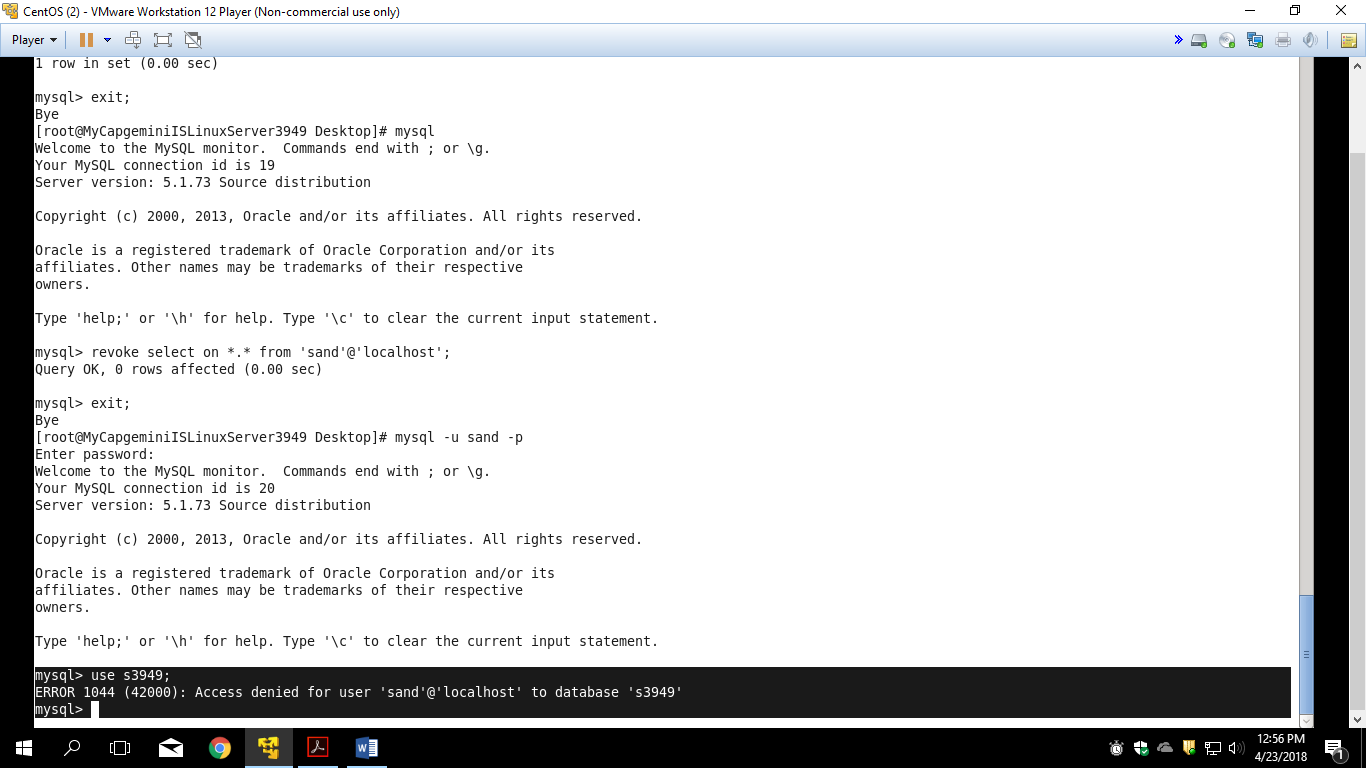 CentOS (2) - VMware Workstation 12 Player (Non-commercial use only)
Player
1 row in set (0.00 sec)
mysql> exit;
Bye
[root@MyCapgeminiISLinuxServer3949 Desktop]# mysql
Welcome to the MySQL monitor.  Commands end with ; or \g.
Your MySQL connection id is 19
Server version: 5.1.73 Source distribution
Copyright (c) 2000, 2013, Oracle and/or its affiliates. All rights reserved.
Oracle is a registered trademark of Oracle Corporation and/or its
affiliates. Other names may be trademarks of their respective
owners.
Type 'help;' or '\h' for help. Type '\c' to clear the current input statement.
mysql> revoke select on *.* from 'sand'@'localhost';
Query OK, 0 rows affected (0.00 sec)
mysql> exit;
Bye
[root@MyCapgeminiISLinuxServer3949 Desktop]# mysql -u sand -p
Enter password:
Welcome to the MySQL monitor.  Commands end with ; or \g.
Your MySQL connection id is 20
Server version: 5.1.73 Source distribution
Copyright (c) 2000, 2013, Oracle and/or its affiliates. All rights reserved.
Oracle is a registered trademark of Oracle Corporation and/or its
affiliates. Other names may be trademarks of their respective
owners.
Type 'help;' or '\h' for help. Type '\c' to clear the current input statement.
mysql> use s3949;
ERROR 1044 (42000): Access denied for user 'sand'@'localhost' to database 's3949'
mysql>
12:56 PM
4/23/2018
1